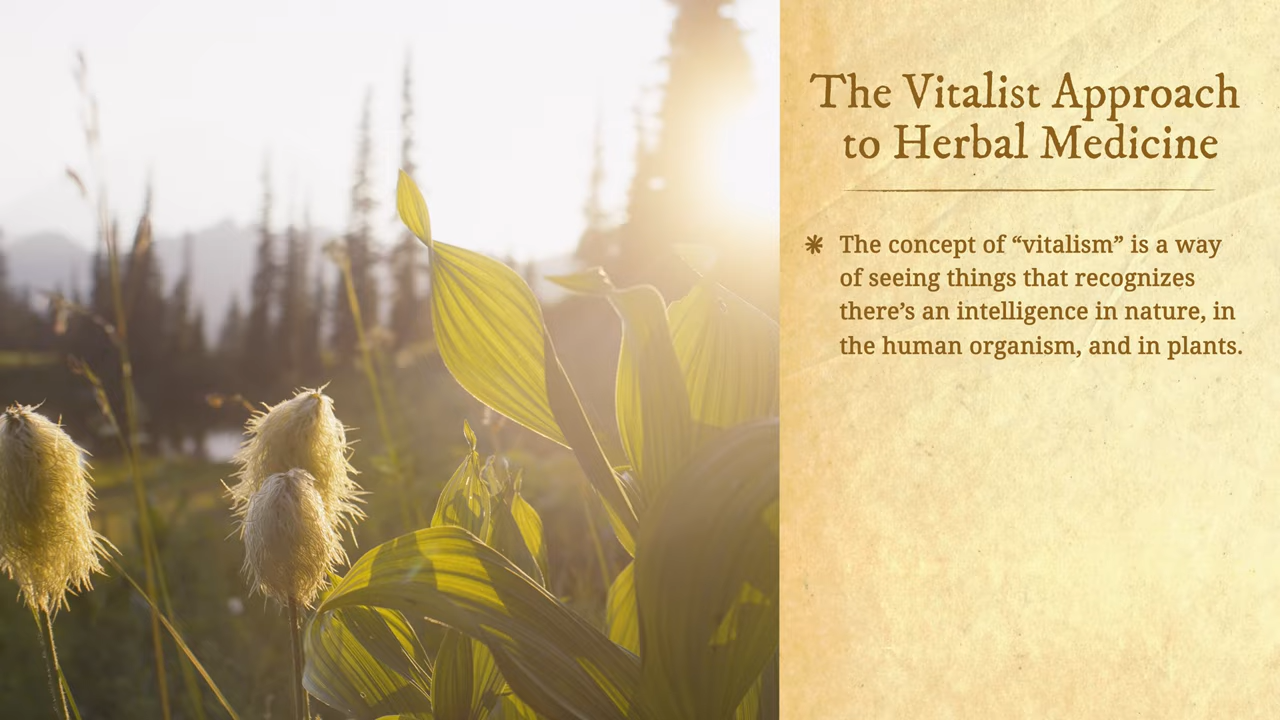 The Vitalist Approach
to Herbal Medicine
* The concept of “vitalism” is a way
of seeing things that recognizes
there’s an intelligence in nature, in
the human organism, and in plants.